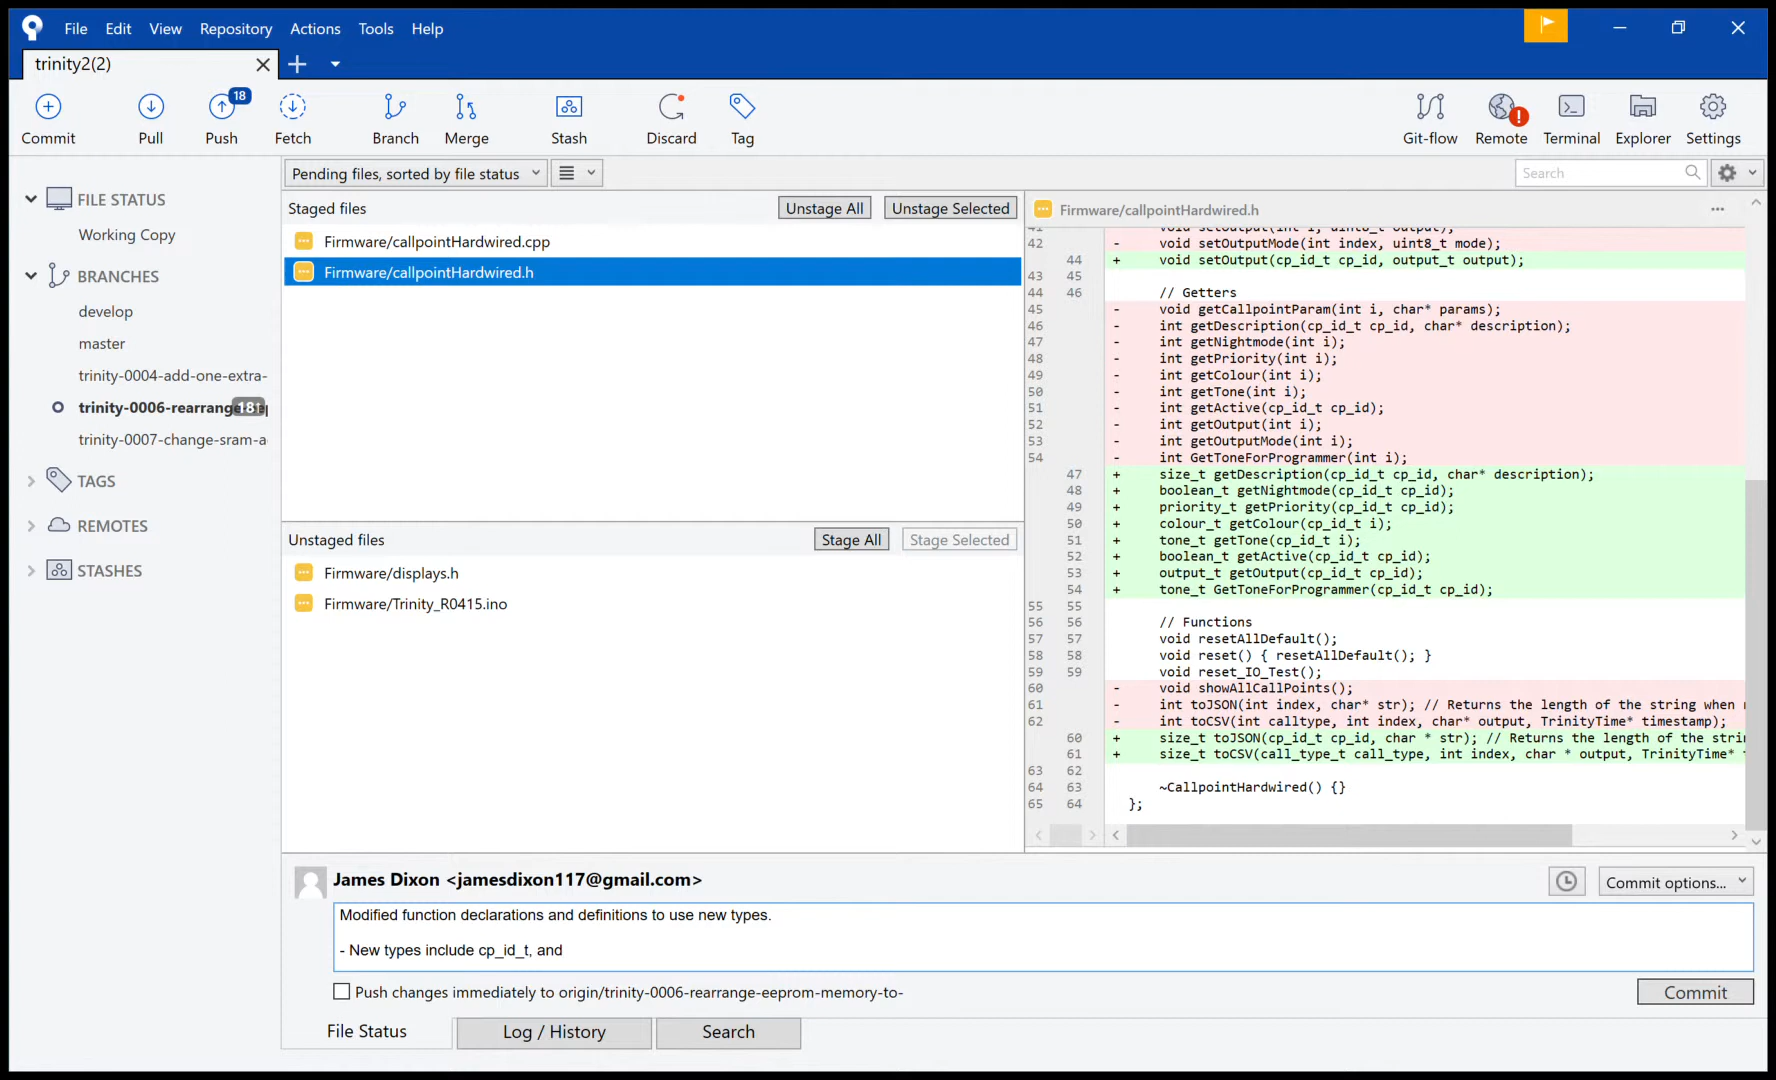 File Edit View Repository Actions Tools Help
trinity2(2)
18
Commit Pull Push Fetch Branch Merge Stash Discard Tag Git-flow Remote Terminal Explorer Settings
Pending files, sorted by file status
Search
FILE STATUS
Working Copy
BRANCHES
develop
master
trinity-0004-add-one-extra-
trinity-0006-rearrange 18↑
trinity-0007-change-sram-a
TAGS
REMOTES
STASHES
Staged files Unstage All Unstage Selected
Firmware/callpointHardwired.cpp
Firmware/callpointHardwired.h
Unstaged files Stage All Stage Selected
Firmware/displays.h
Firmware/Trinity_R0415.ino
Firmware/callpointHardwired.h
41 void setOutput(int i, uint8_t output);
42 - void setOutputMode(int index, uint8_t mode);
44 + void setOutput(cp_id_t cp_id, output_t output);
43 45
44 46 // Getters
45 - void getCallpointParam(int i, char* params);
46 - int getDescription(cp_id_t cp_id, char* description);
47 - int getNightmode(int i);
48 - int getPriority(int i);
49 - int getColour(int i);
50 - int getTone(int i);
51 - int getActive(cp_id_t cp_id);
52 - int getOutput(int i);
53 - int getOutputMode(int i);
54 - int GetToneForProgrammer(int i);
47 + size_t getDescription(cp_id_t cp_id, char* description);
48 + boolean_t getNightmode(cp_id_t cp_id);
49 + priority_t getPriority(cp_id_t cp_id);
50 + colour_t getColour(cp_id_t i);
51 + tone_t getTone(cp_id_t i);
52 + boolean_t getActive(cp_id_t cp_id);
53 + output_t getOutput(cp_id_t cp_id);
54 + tone_t GetToneForProgrammer(cp_id_t cp_id);
55 55
56 56 // Functions
57 57 void resetAllDefault();
58 58 void reset() { resetAllDefault(); }
59 59 void reset_IO_Test();
60 - void showAllCallPoints();
61 - int toJSON(int index, char* str); // Returns the length of the string when
62 - int toCSV(int calltype, int index, char* output, TrinityTime* timestamp);
60 + size_t toJSON(cp_id_t cp_id, char * str); // Returns the length of the
61 + size_t toCSV(call_type_t call_type, int index, char * output, TrinityTime*
63 62
64 63 ~CallpointHardwired() {}
65 64 };
James Dixon <jamesdixon117@gmail.com>
Commit options...
Modified function declarations and definitions to use new types.
- New types include cp_id_t, and
Push changes immediately to origin/trinity-0006-rearrange-eeprom-memory-to-
Commit
File Status Log / History Search